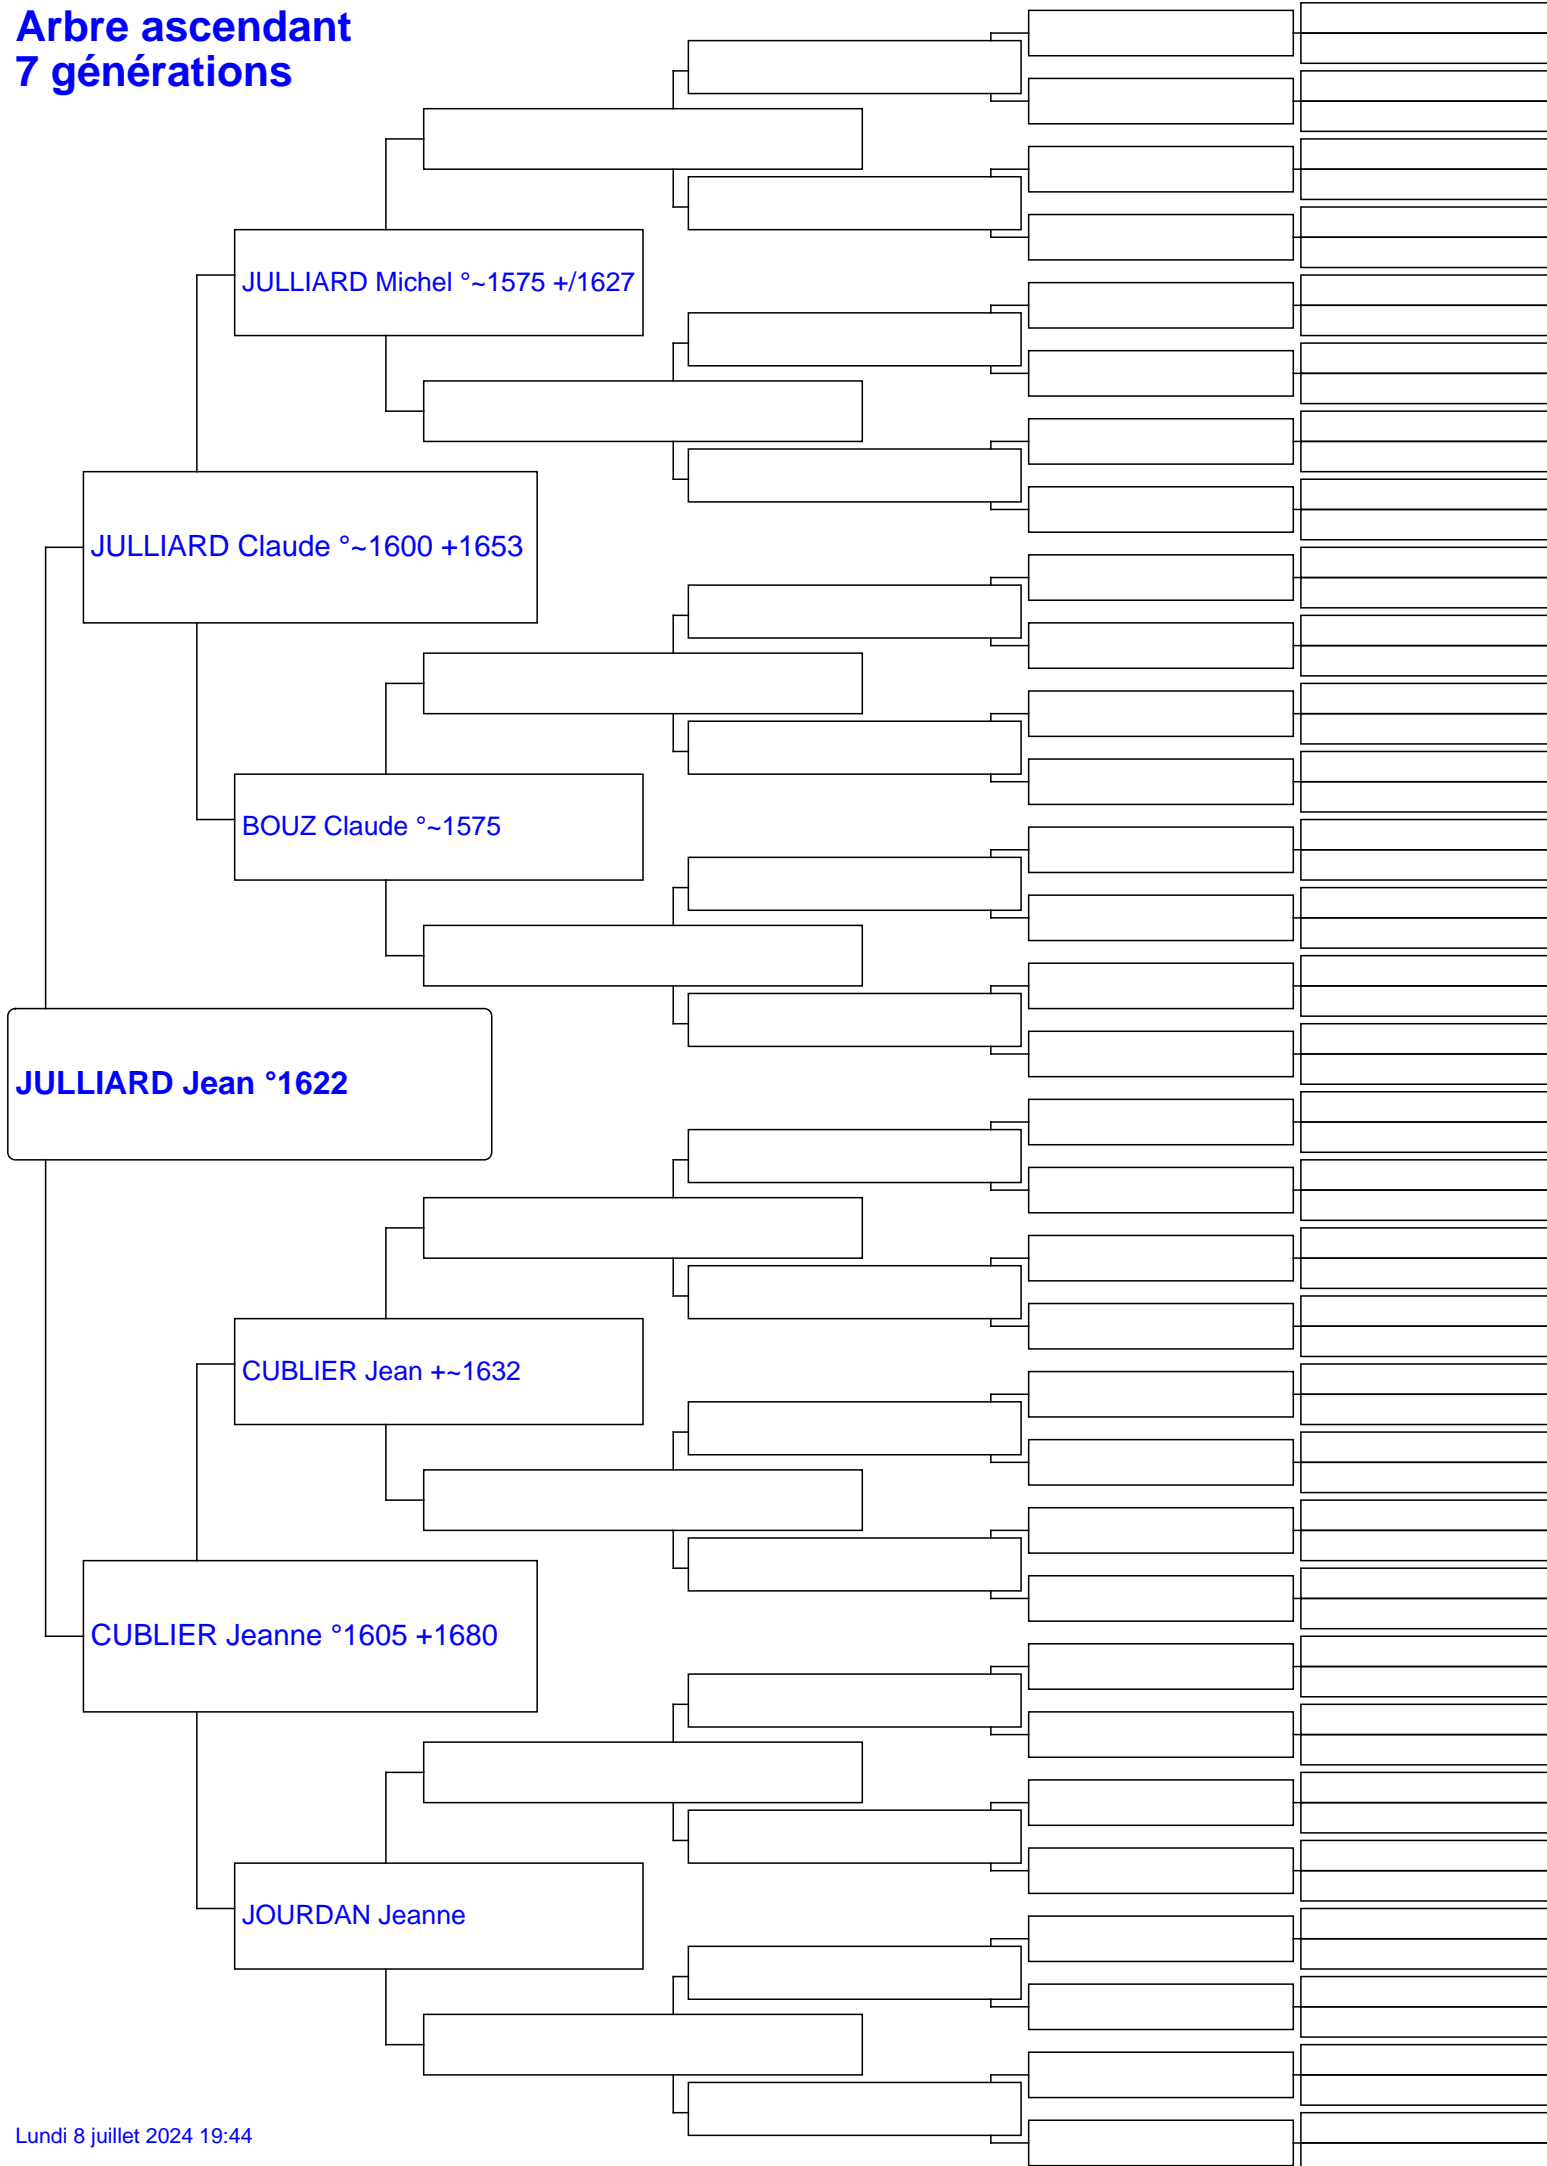 Arbre ascendant
7 générations
JULLIARD Michel °~1575 +/1627
JULLIARD Claude °~1600 +1653
BOUZ Claude °~1575
JULLIARD Jean °1622
CUBLIER Jean +~1632
CUBLIER Jeanne °1605 +1680
JOURDAN Jeanne
Lundi 8 juillet 2024 19:44